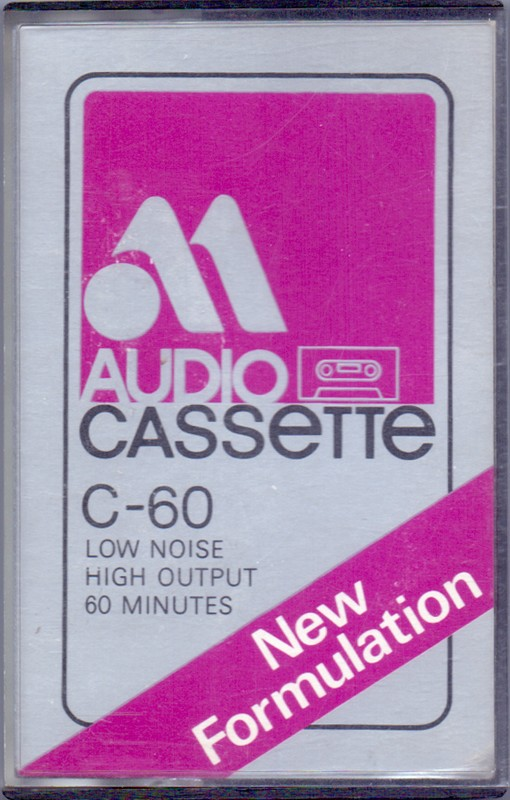 AUDIO
CASSeTTe
C-60
LOW NOISE
HIGH OUTPUT
60 MINUTES
New
Formulation